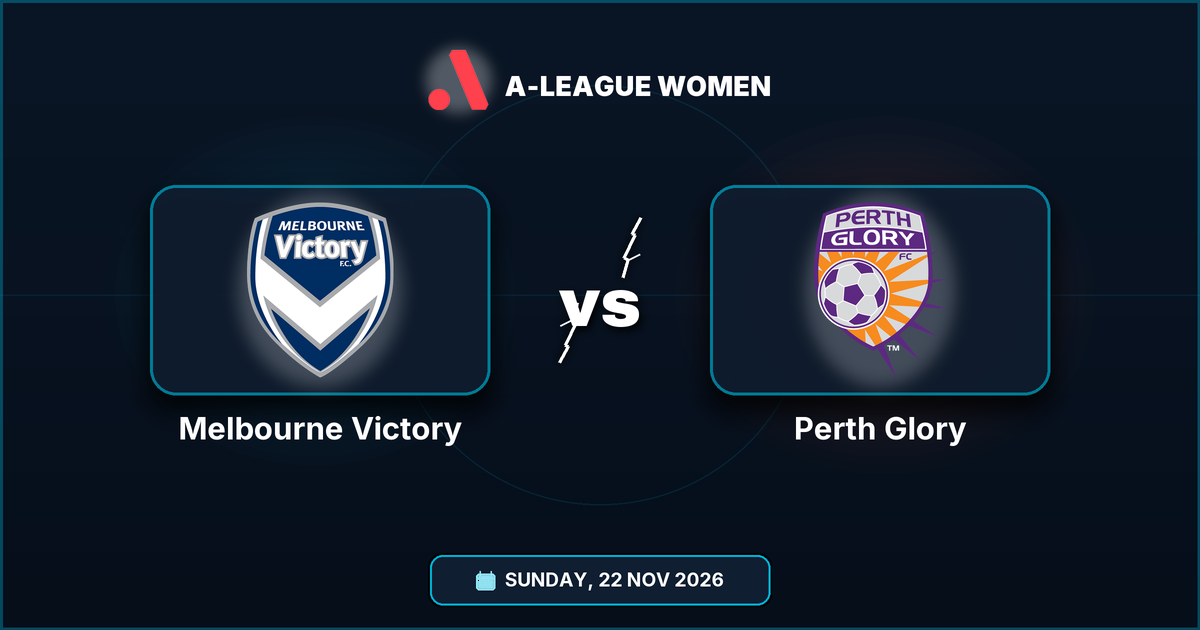 A-LEAGUE WOMEN
MELBOURNE
Victory
F.C.
vs
PERTH
GLORY
FC
TM
Melbourne Victory
Perth Glory
SUNDAY, 22 NOV 2026